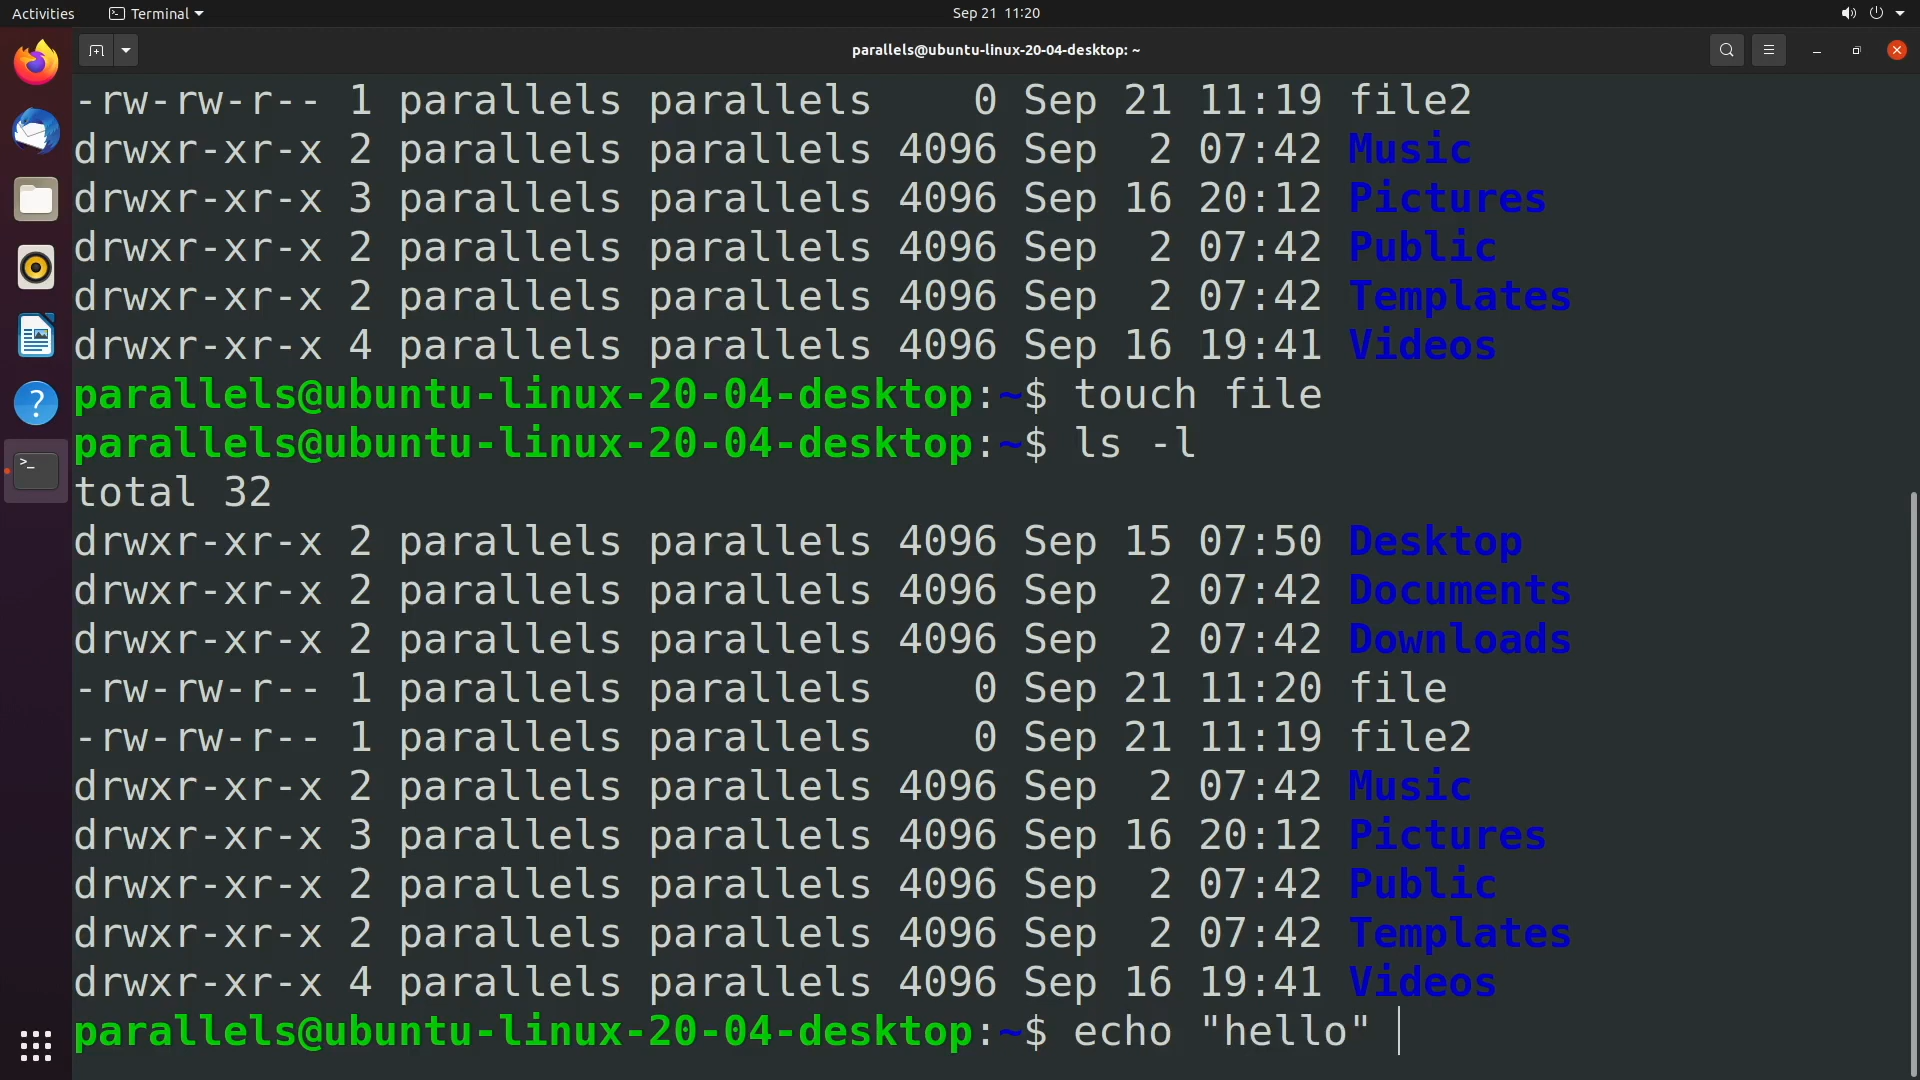 Activities Terminal Sep 21 11:20
parallels@ubuntu-linux-20-04-desktop: ~
-rw-rw-r-- 1 parallels parallels    0 Sep 21 11:19 file2
drwxr-xr-x 2 parallels parallels 4096 Sep  2 07:42 Music
drwxr-xr-x 3 parallels parallels 4096 Sep 16 20:12 Pictures
drwxr-xr-x 2 parallels parallels 4096 Sep  2 07:42 Public
drwxr-xr-x 2 parallels parallels 4096 Sep  2 07:42 Templates
drwxr-xr-x 4 parallels parallels 4096 Sep 16 19:41 Videos
parallels@ubuntu-linux-20-04-desktop:~$ touch file
parallels@ubuntu-linux-20-04-desktop:~$ ls -l
total 32
drwxr-xr-x 2 parallels parallels 4096 Sep 15 07:50 Desktop
drwxr-xr-x 2 parallels parallels 4096 Sep  2 07:42 Documents
drwxr-xr-x 2 parallels parallels 4096 Sep  2 07:42 Downloads
-rw-rw-r-- 1 parallels parallels    0 Sep 21 11:20 file
-rw-rw-r-- 1 parallels parallels    0 Sep 21 11:19 file2
drwxr-xr-x 2 parallels parallels 4096 Sep  2 07:42 Music
drwxr-xr-x 3 parallels parallels 4096 Sep 16 20:12 Pictures
drwxr-xr-x 2 parallels parallels 4096 Sep  2 07:42 Public
drwxr-xr-x 2 parallels parallels 4096 Sep  2 07:42 Templates
drwxr-xr-x 4 parallels parallels 4096 Sep 16 19:41 Videos
parallels@ubuntu-linux-20-04-desktop:~$ echo "hello"